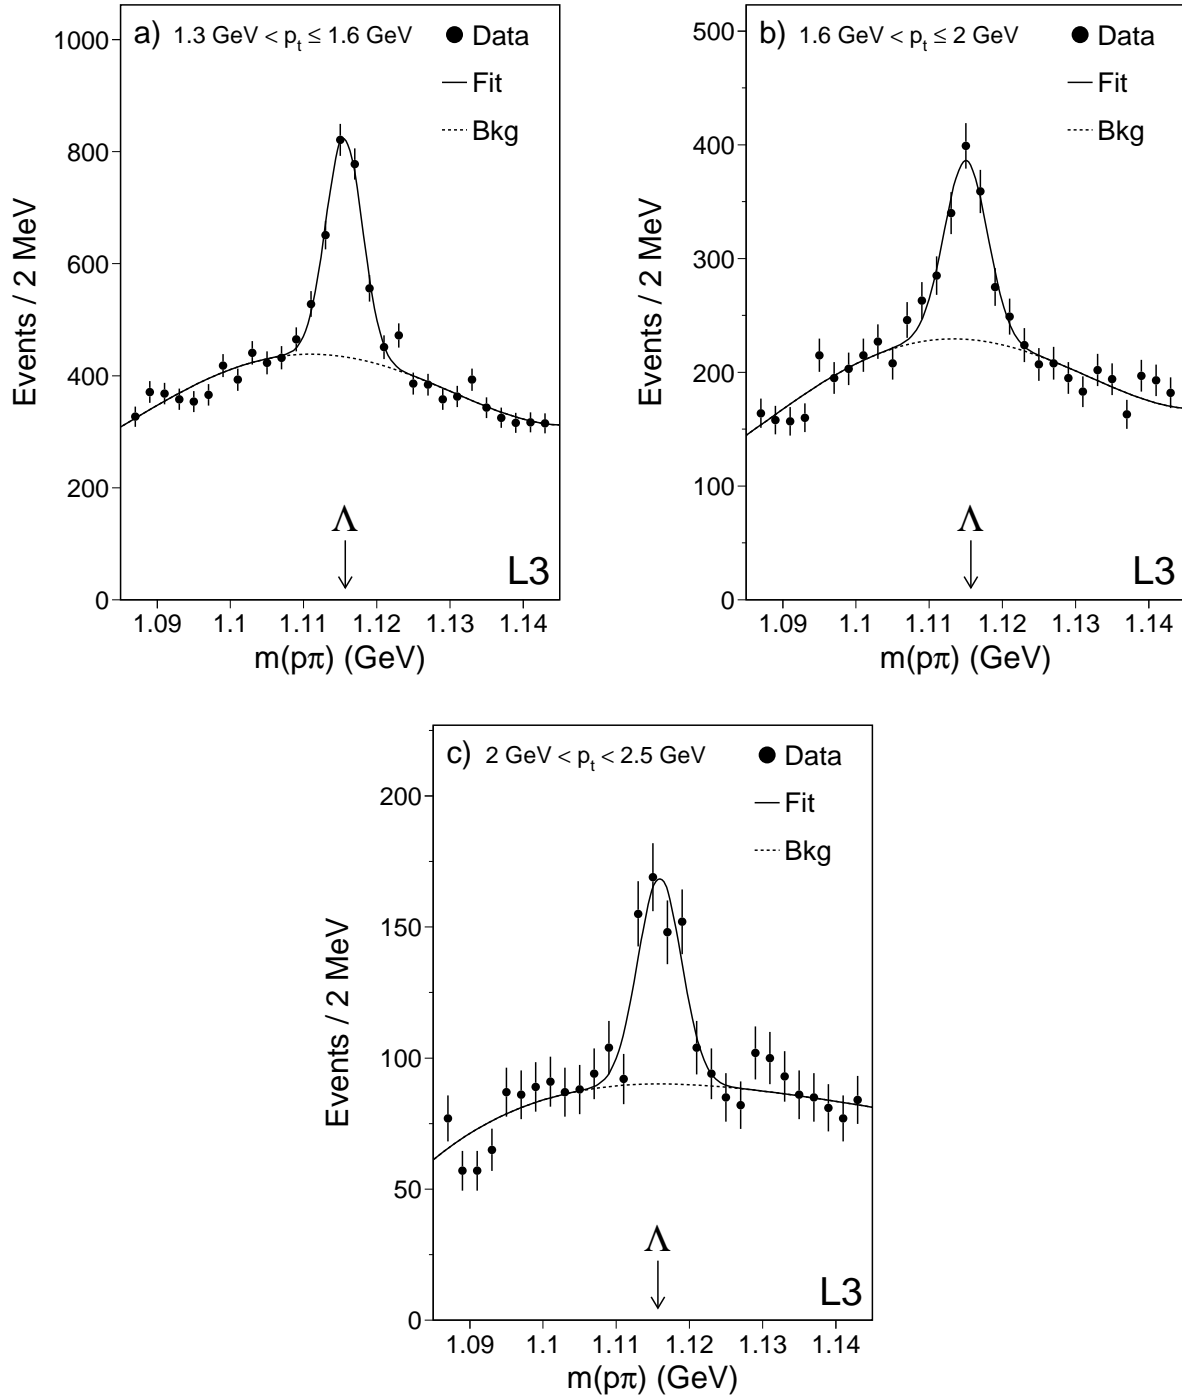 a) 1.3 GeV < pt ≤ 1.6 GeV
Data
Fit
Bkg
1000
800
600
400
200
0
Events / 2 MeV
Λ
L3
1.09 1.1 1.11 1.12 1.13 1.14
m(pπ) (GeV)
b) 1.6 GeV < pt ≤ 2 GeV
Data
Fit
Bkg
500
400
300
200
100
0
Events / 2 MeV
Λ
L3
1.09 1.1 1.11 1.12 1.13 1.14
m(pπ) (GeV)
c) 2 GeV < pt < 2.5 GeV
Data
Fit
Bkg
200
150
100
50
0
Events / 2 MeV
Λ
L3
1.09 1.1 1.11 1.12 1.13 1.14
m(pπ) (GeV)